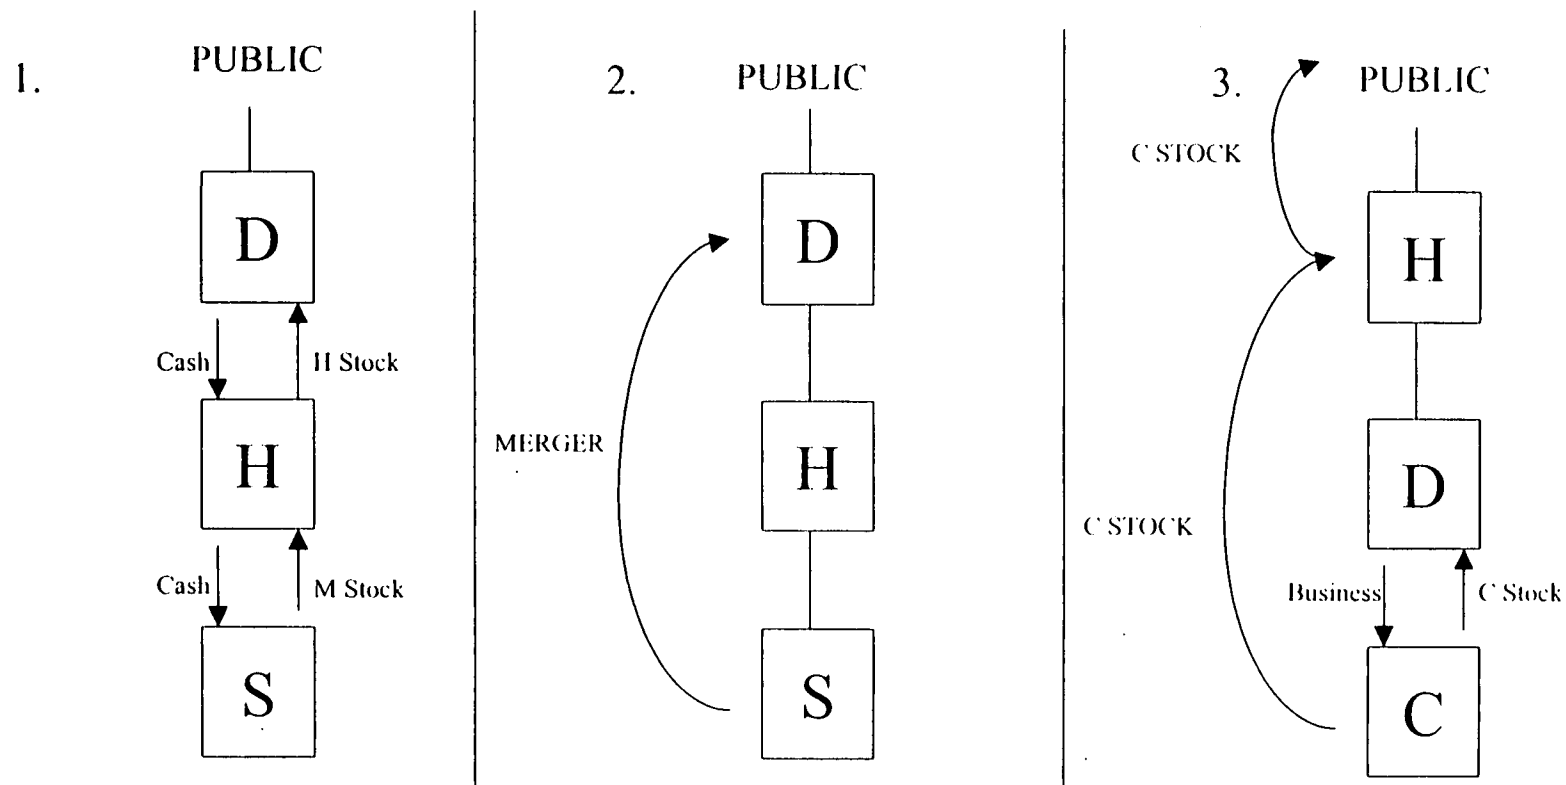 1.
PUBLIC
D
Cash
H Stock
H
Cash
M Stock
S
2.
PUBLIC
D
MERGER
H
S
3.
PUBLIC
C STOCK
H
C STOCK
D
Business
C Stock
C